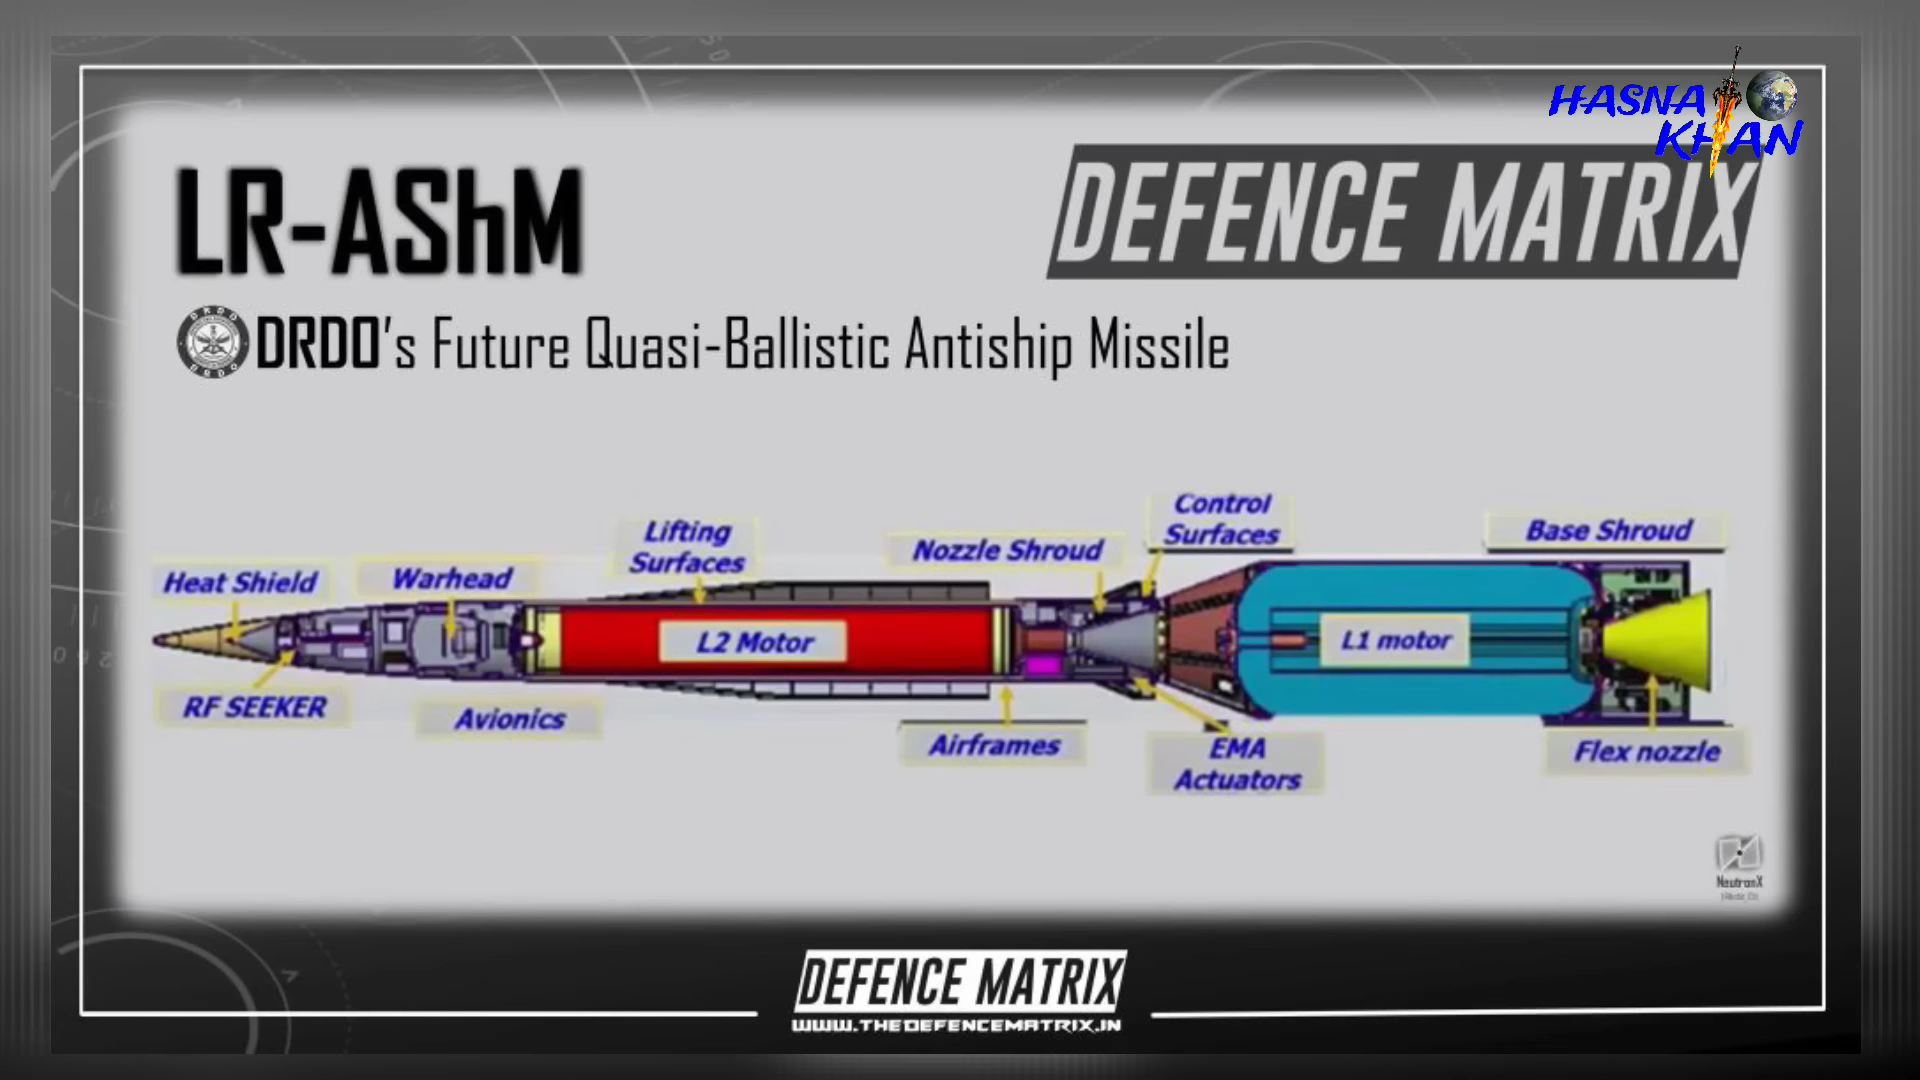 HASNA
KHAN
LR-AShM
DEFENCE MATRIX
DRDO's Future Quasi-Ballistic Antiship Missile
Control
Surfaces
Lifting
Surfaces
Nozzle Shroud
Base Shroud
Heat Shield
Warhead
L2 Motor
L1 motor
RF SEEKER
Avionics
Airframes
EMA
Actuators
Flex nozzle
NeutronX
DEFENCE MATRIX
WWW.THEDEFENCEMATRIX.IN